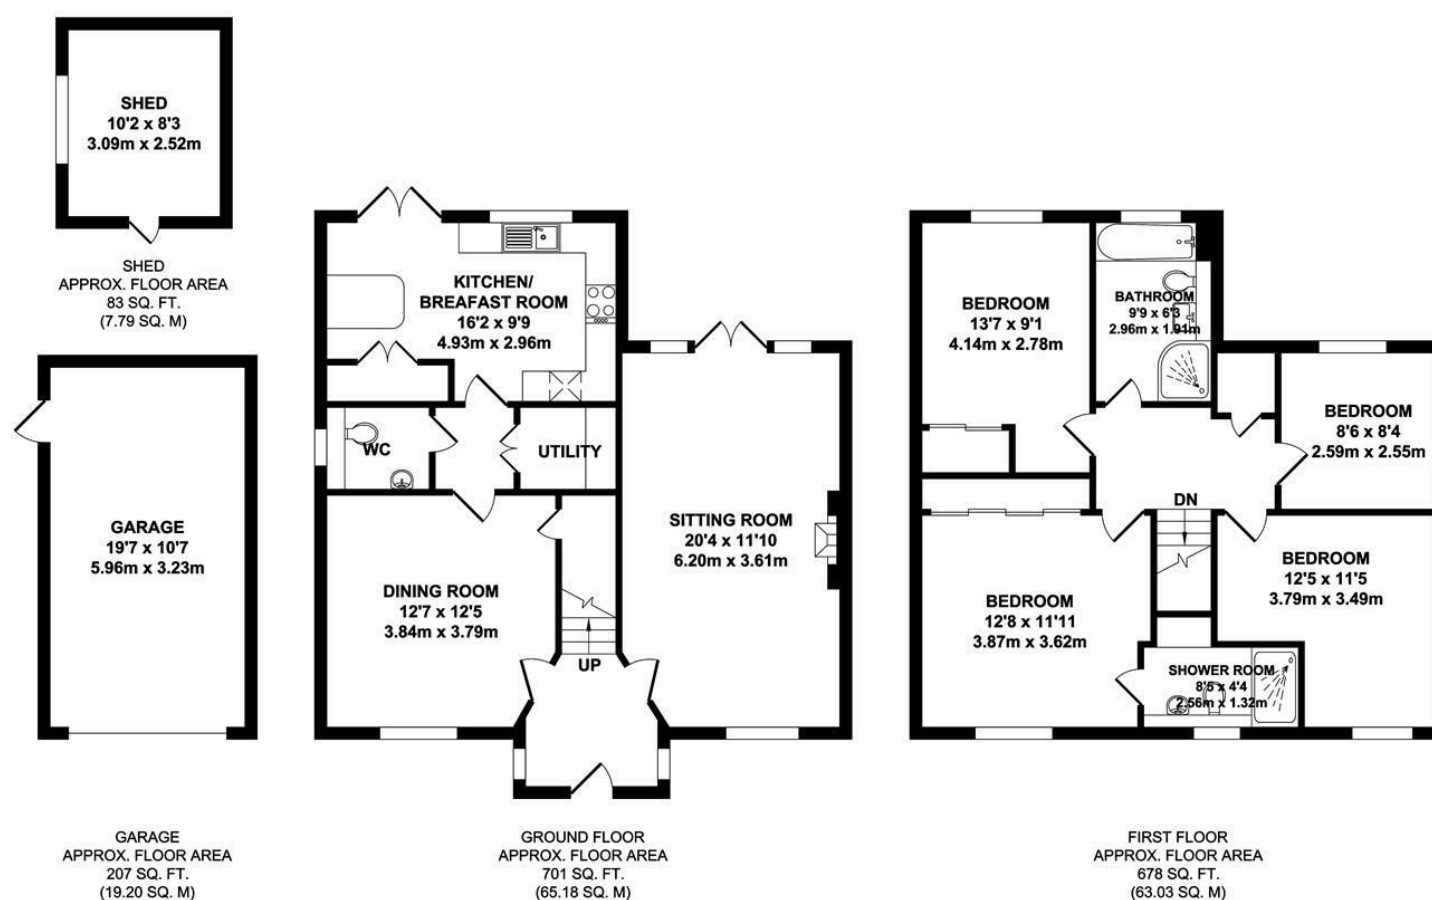 SHED
10'2 x 8'3
3.09m x 2.52m
SHED
APPROX. FLOOR AREA
83 SQ. FT.
(7.79 SQ. M)
GARAGE
19'7 x 10'7
5.96m x 3.23m
GARAGE
APPROX. FLOOR AREA
207 SQ. FT.
(19.20 SQ. M)
KITCHEN/
BREAFAST ROOM
16'2 x 9'9
4.93m x 2.96m
WC
UTILITY
SITTING ROOM
20'4 x 11'10
6.20m x 3.61m
DINING ROOM
12'7 x 12'5
3.84m x 3.79m
UP
GROUND FLOOR
APPROX. FLOOR AREA
701 SQ. FT.
(65.18 SQ. M)
BEDROOM
13'7 x 9'1
4.14m x 2.78m
BATHROOM
9'9 x 6'3
2.96m x 1.91m
BEDROOM
8'6 x 8'4
2.59m x 2.55m
DN
BEDROOM
12'5 x 11'5
3.79m x 3.49m
BEDROOM
12'8 x 11'11
3.87m x 3.62m
SHOWER ROOM
8'5 x 4'4
2.56m x 1.32m
FIRST FLOOR
APPROX. FLOOR AREA
678 SQ. FT.
(63.03 SQ. M)